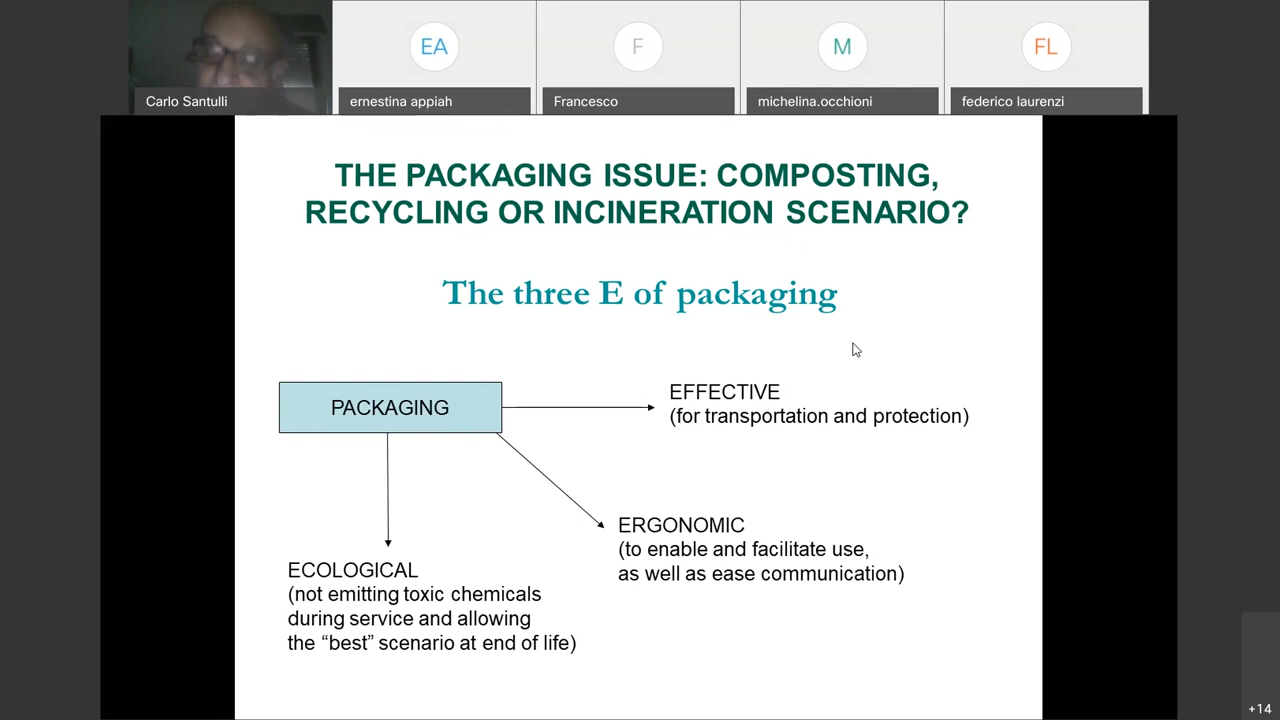 EA
F
M
FL
Carlo Santulli
ernestina appiah
Francesco
michelina.occhioni
federico laurenzi
THE PACKAGING ISSUE: COMPOSTING,
RECYCLING OR INCINERATION SCENARIO?
The three E of packaging
PACKAGING
EFFECTIVE
(for transportation and protection)
ERGONOMIC
(to enable and facilitate use,
as well as ease communication)
ECOLOGICAL
(not emitting toxic chemicals
during service and allowing
the “best” scenario at end of life)
+14